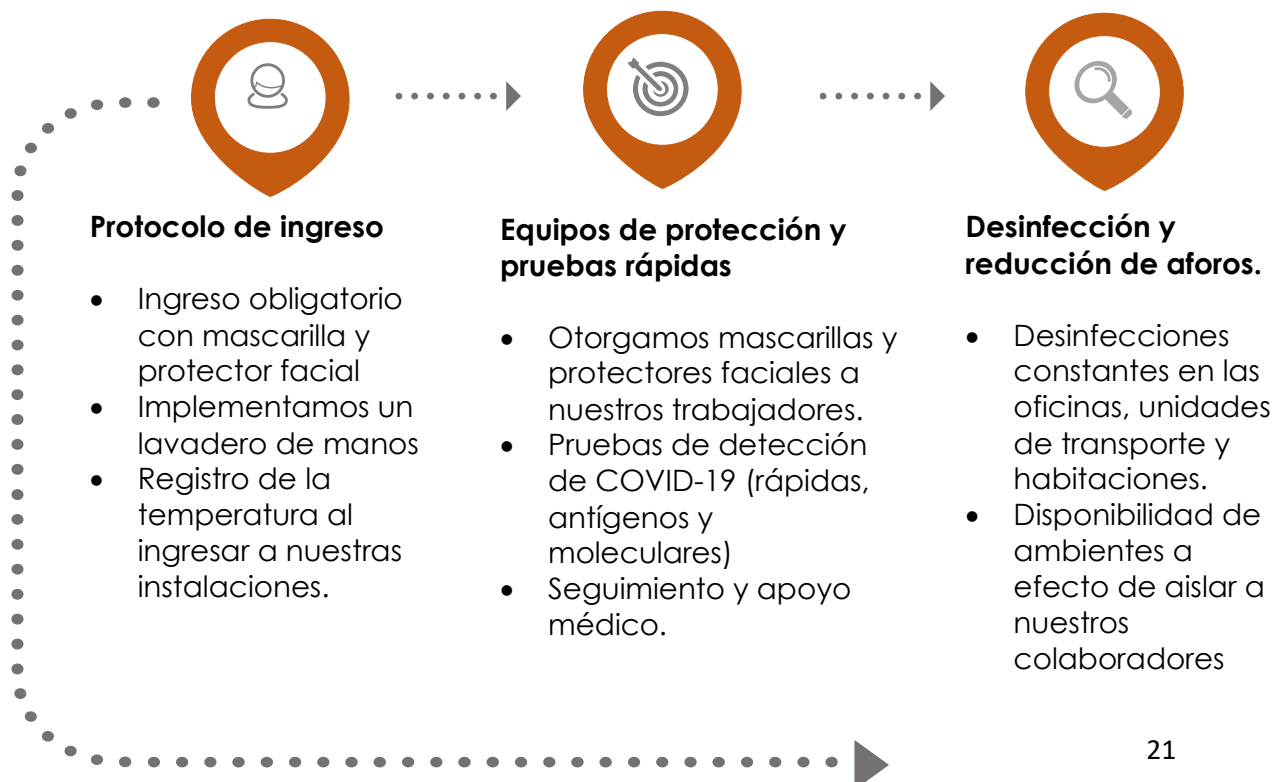 Protocolo de ingreso
• Ingreso obligatorio
con mascarilla y
protector facial
• Implementamos un
lavadero de manos
• Registro de la
temperatura al
ingresar a nuestras
instalaciones.
Equipos de protección y
pruebas rápidas
• Otorgamos mascarillas y
protectores faciales a
nuestros trabajadores.
• Pruebas de detección
de COVID-19 (rápidas,
antígenos y
moleculares)
• Seguimiento y apoyo
médico.
Desinfección y
reducción de aforos.
• Desinfecciones
constantes en las
oficinas, unidades
de transporte y
habitaciones.
• Disponibilidad de
ambientes a
efecto de aislar a
nuestros
colaboradores
21